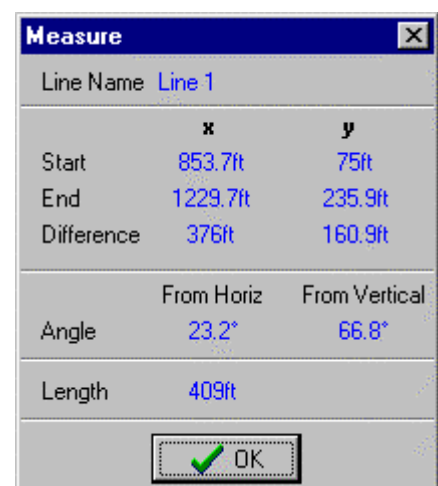 Measure
Line Name Line 1
x y
Start 853.7ft 75ft
End 1229.7ft 235.9ft
Difference 376ft 160.9ft
From Horiz From Vertical
Angle 23.2° 66.8°
Length 409ft
OK